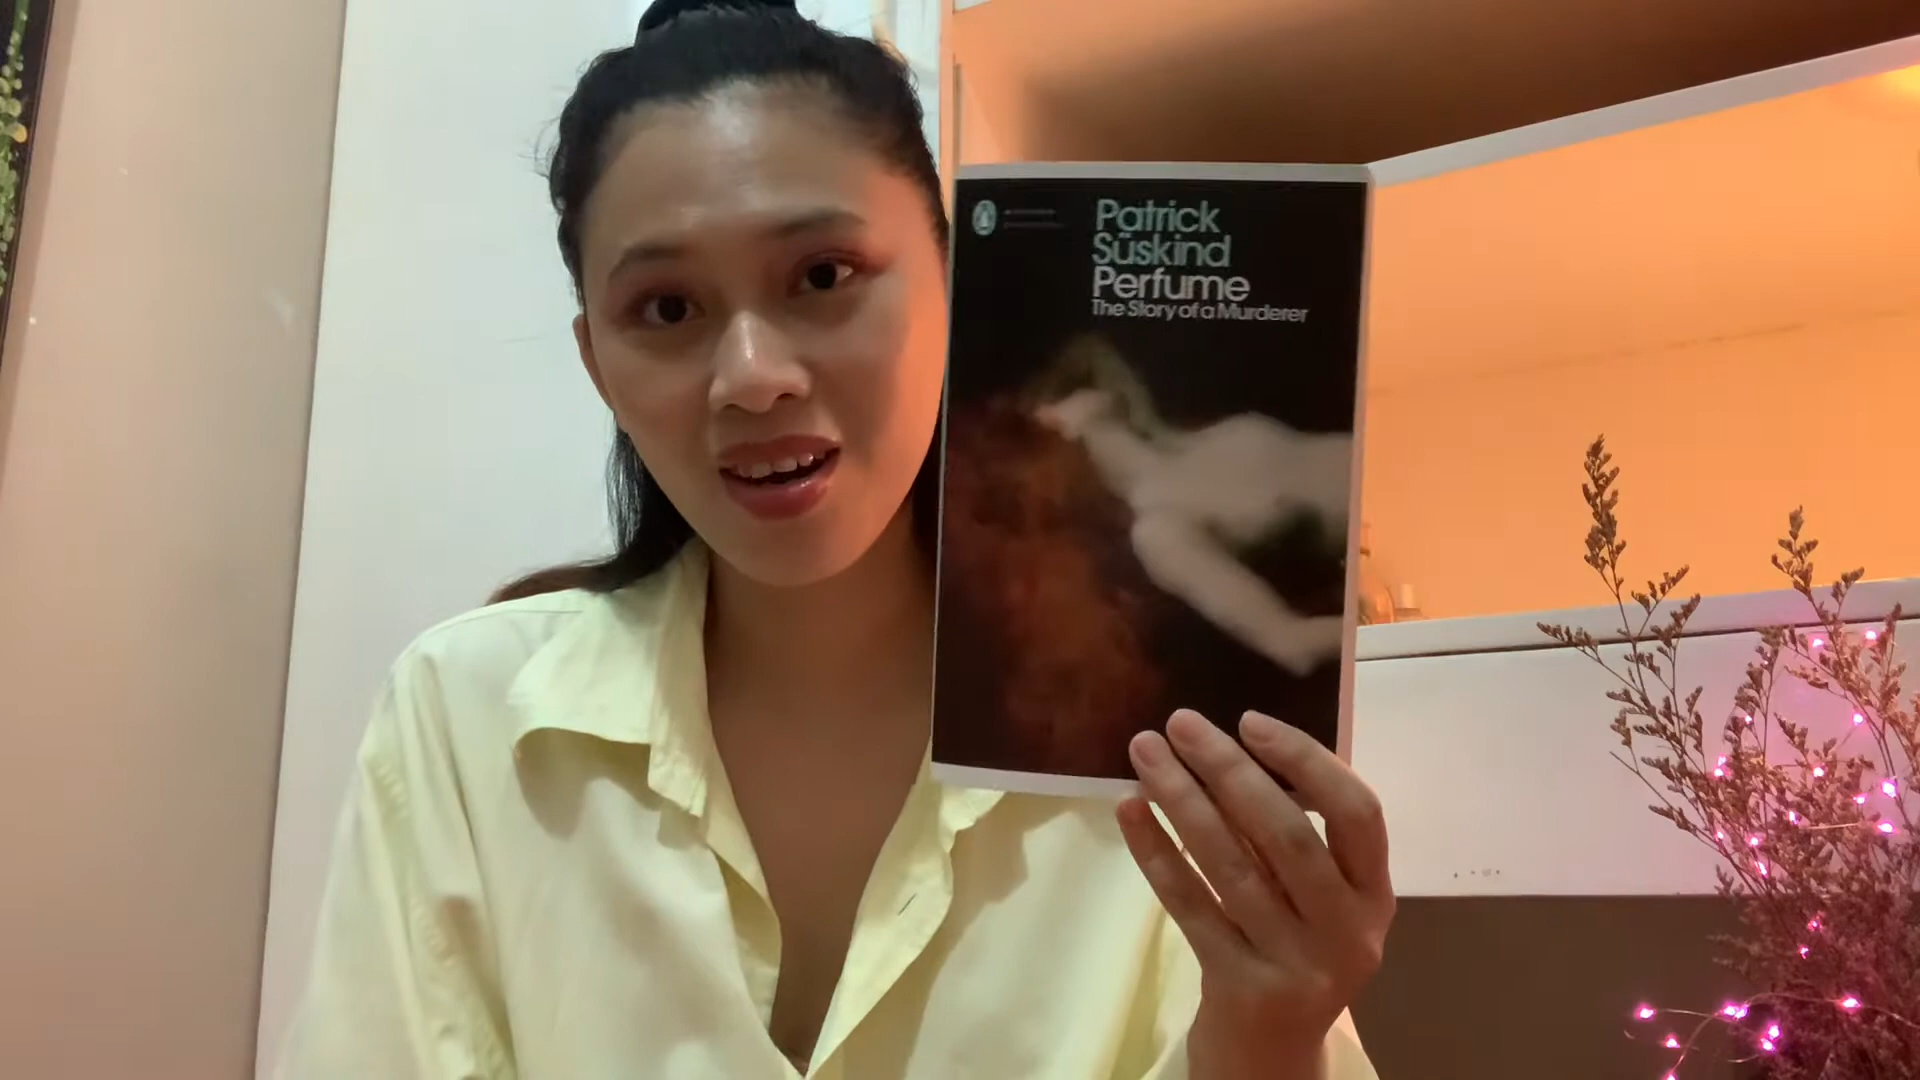 Patrick
Süskind
Perfume
The Story of a Murderer